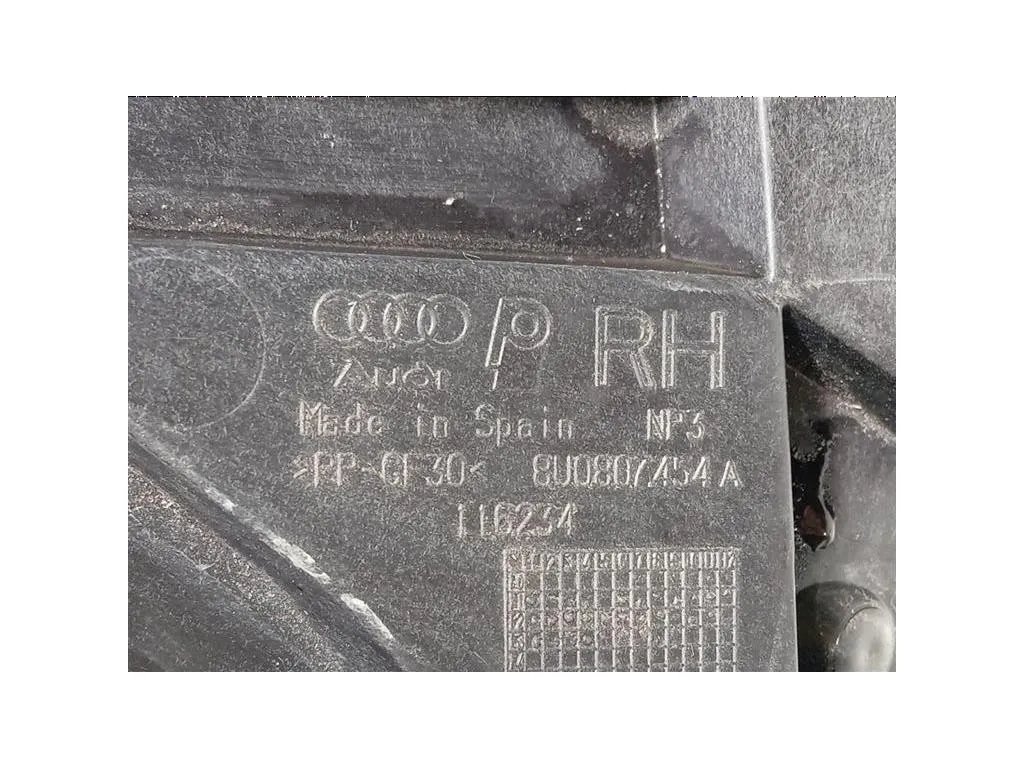 RH
Audi
Made in Spain NP3
>PP-GF30< 8U0807454 A
116234